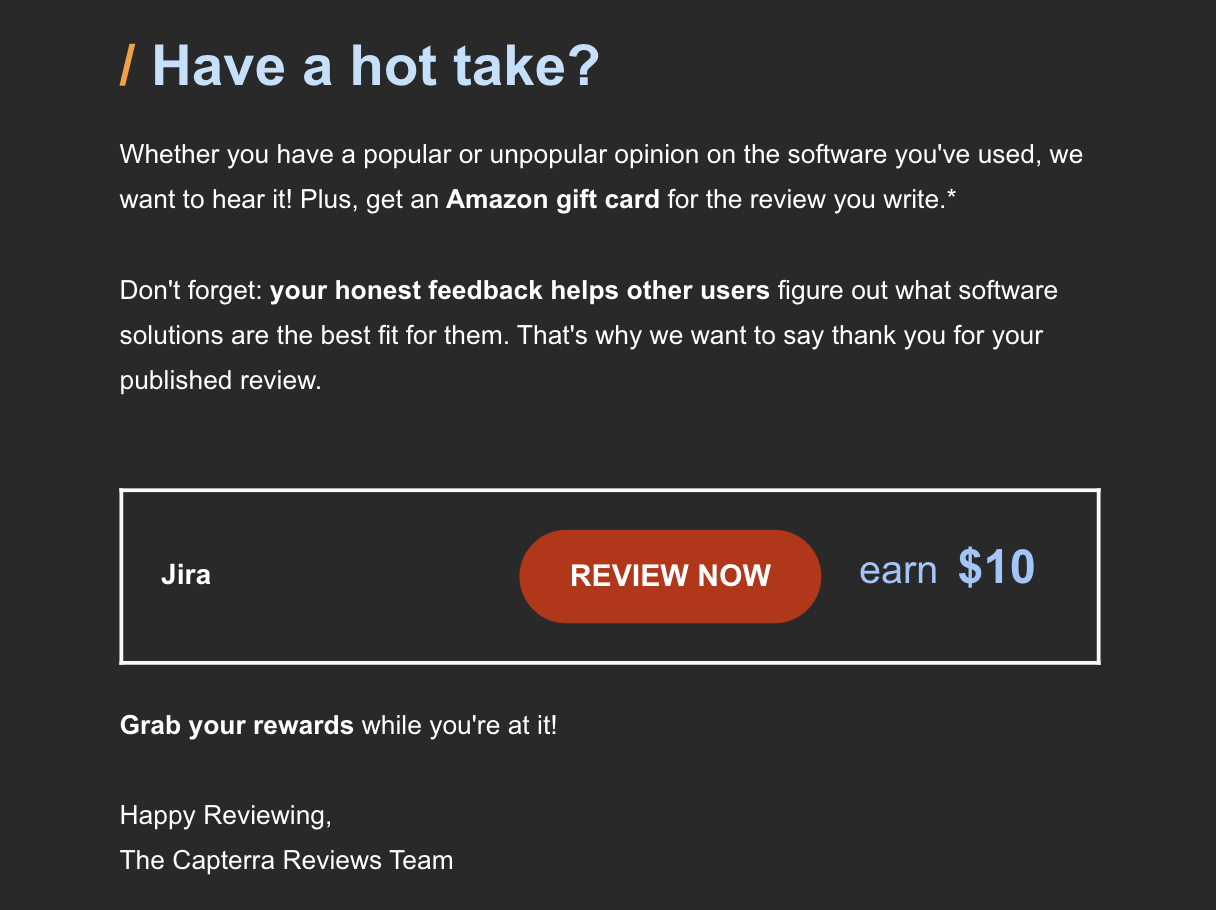 / Have a hot take?
Whether you have a popular or unpopular opinion on the software you've used, we
want to hear it! Plus, get an Amazon gift card for the review you write.*
Don't forget: your honest feedback helps other users figure out what software
solutions are the best fit for them. That's why we want to say thank you for your
published review.
Jira REVIEW NOW earn $10
Grab your rewards while you're at it!
Happy Reviewing,
The Capterra Reviews Team